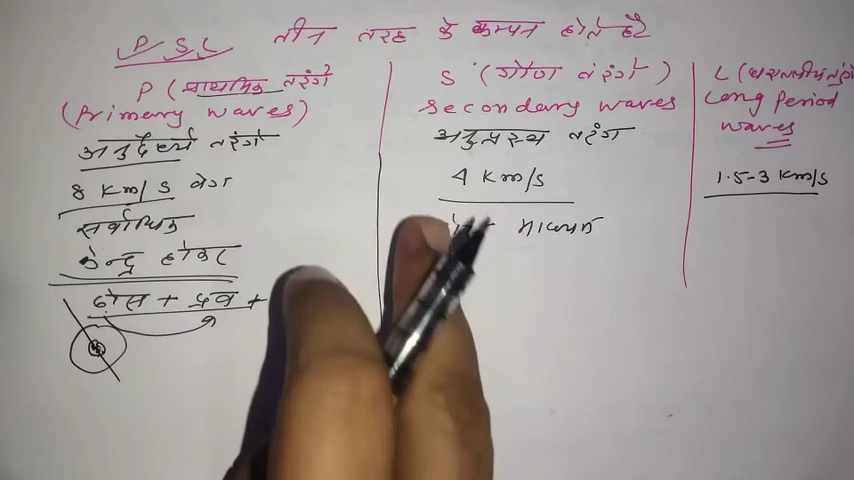 P S L तीन तरह के कम्पन होते हैं
P (प्राथमिक तरंगे
(Primary waves)
अनुदैर्ध्य तरंगे
8 Km/S वेग
सर्वाधिक
केन्द्र होकर
ठोस + द्रव +
S (गौण तरंगे)
Secondary waves
अनुप्रस्थ तरंग
4 Km/S
माध्यम
L (धरातलीय तरंगे
Long Period
waves
1.5-3 Km/S